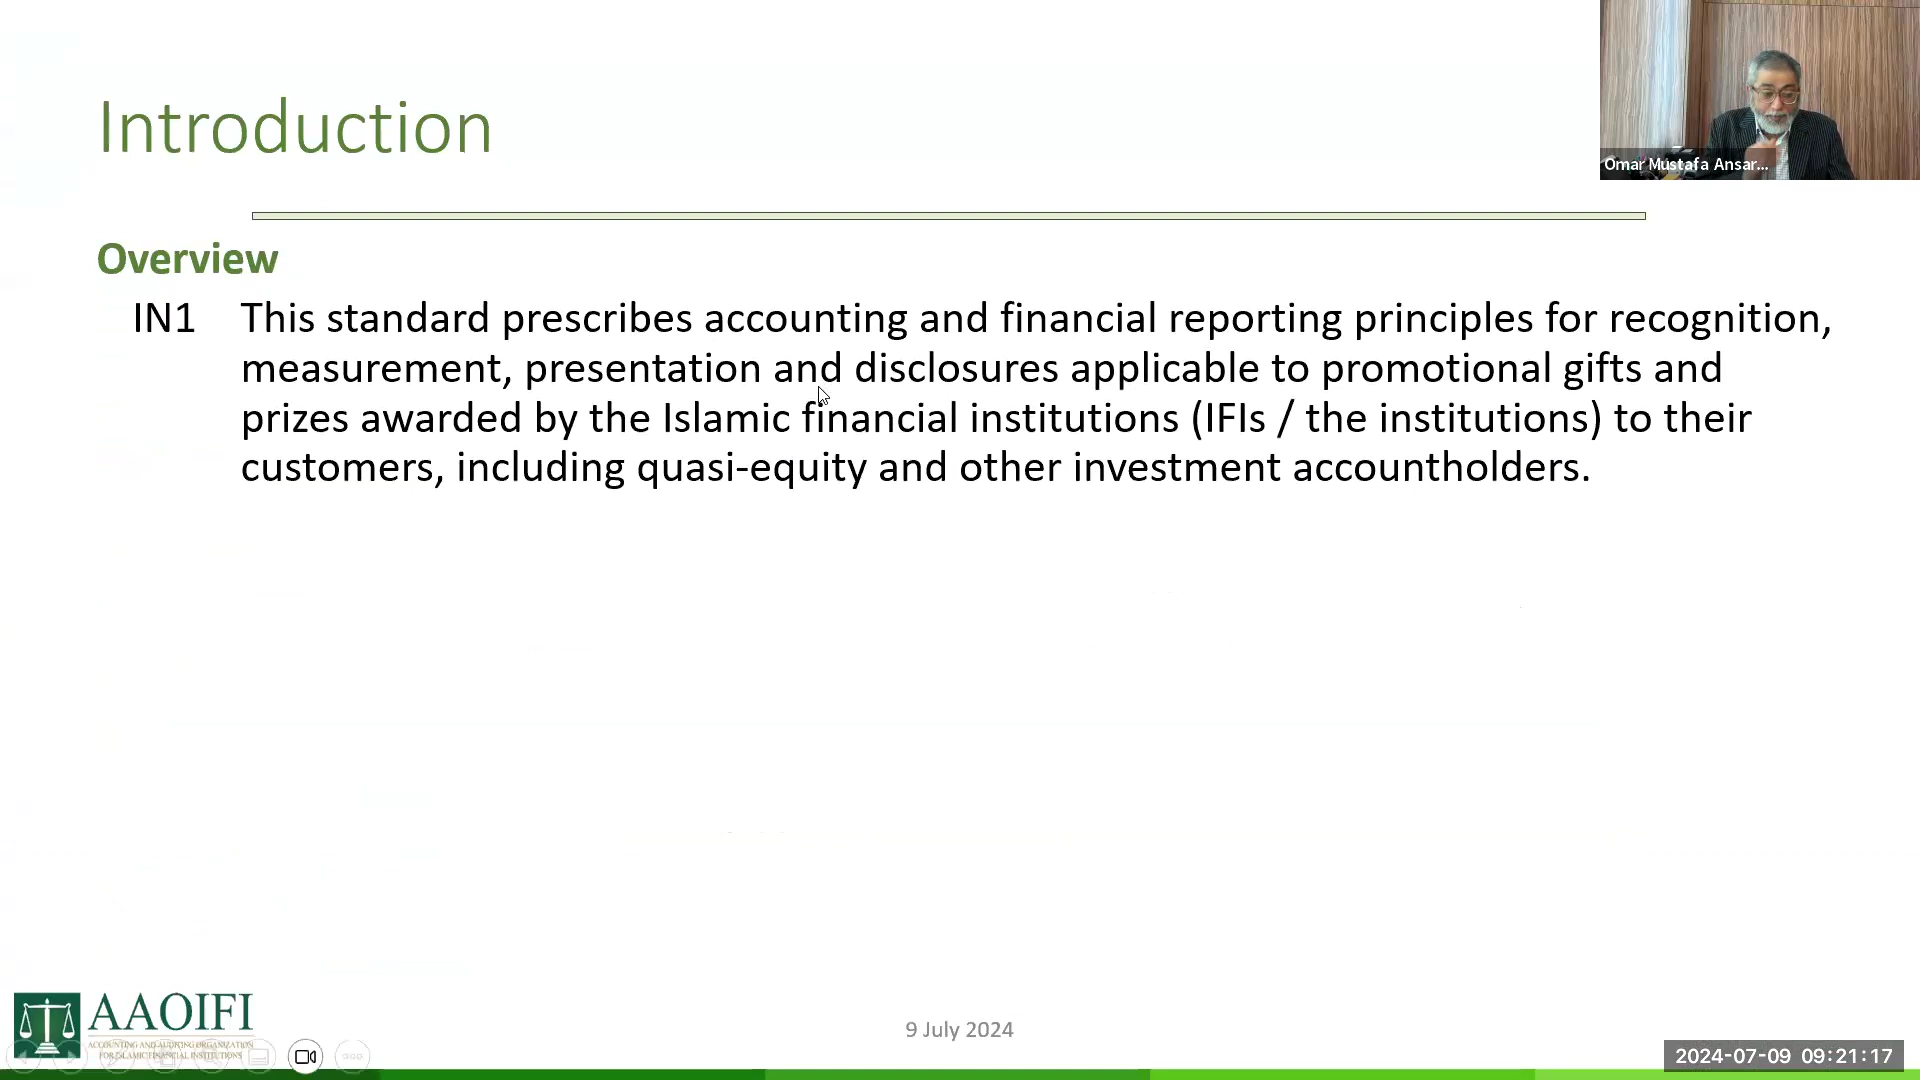 Introduction
Omar Mustafa Ansar...
Overview
IN1 This standard prescribes accounting and financial reporting principles for recognition,
measurement, presentation and disclosures applicable to promotional gifts and
prizes awarded by the Islamic financial institutions (IFIs / the institutions) to their
customers, including quasi-equity and other investment accountholders.
AAOIFI
ACCOUNTING AND AUDITING ORGANIZATION
FOR ISLAMIC FINANCIAL INSTITUTIONS
9 July 2024
2024-07-09 09:21:17